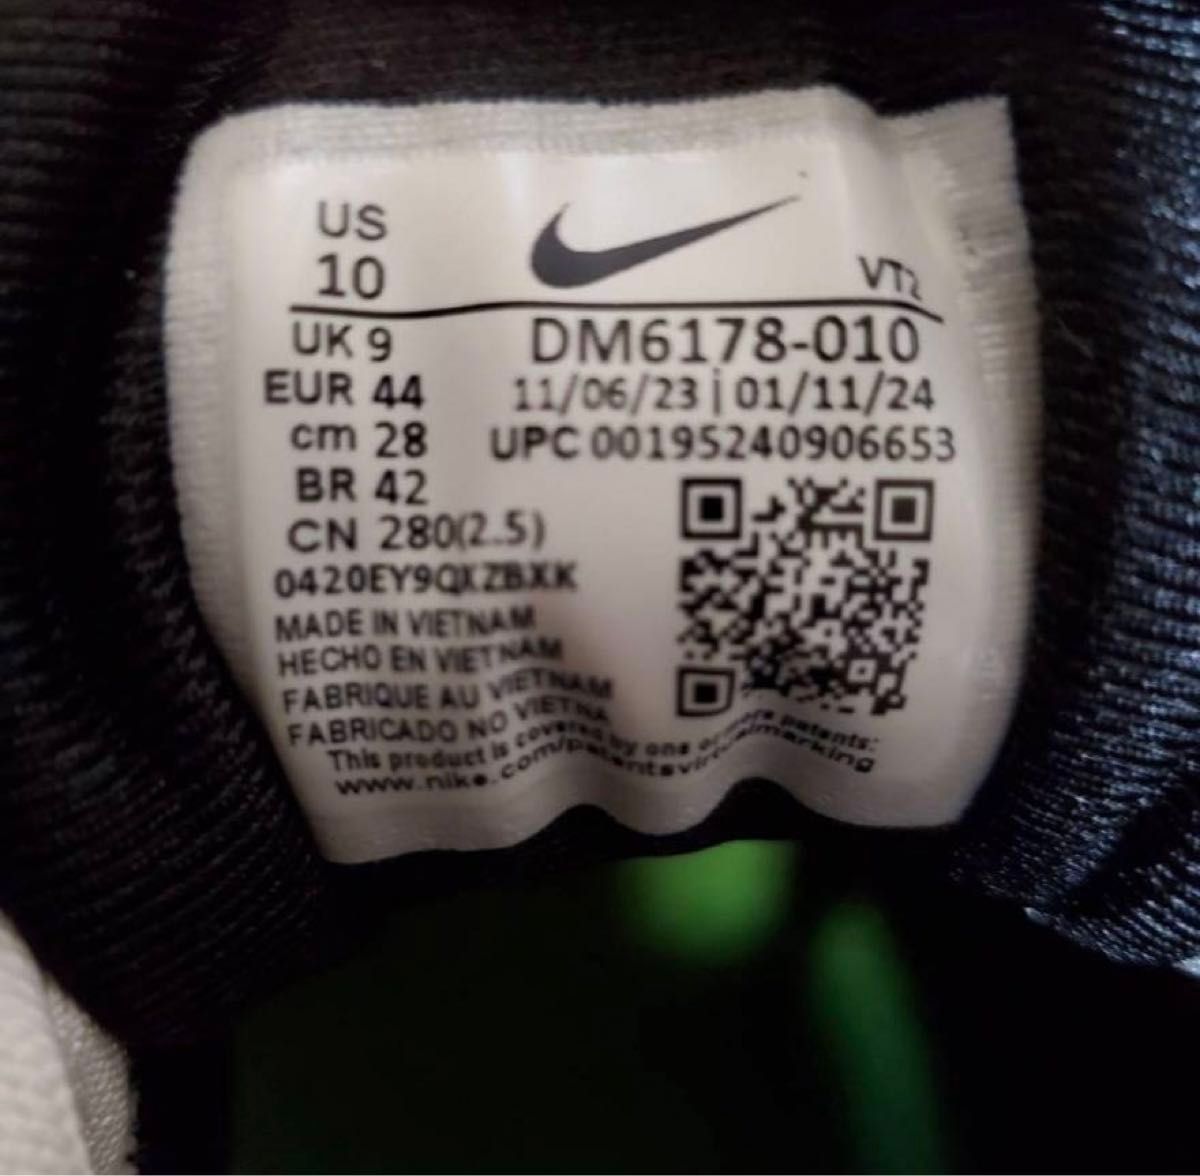 US
10
VT2
UK 9
EUR 44
cm 28
BR 42
CN 280(2.5)
DM6178-010
11/06/23 | 01/11/24
UPC 00195240906653
0420EY9QXZBXK
MADE IN VIETNAM
HECHO EN VIETNAM
FABRIQUE AU VIETNAM
FABRICADO NO VIETNA
This product is covered by one or more patents:
www.nike.com/patentsvirtualmarking